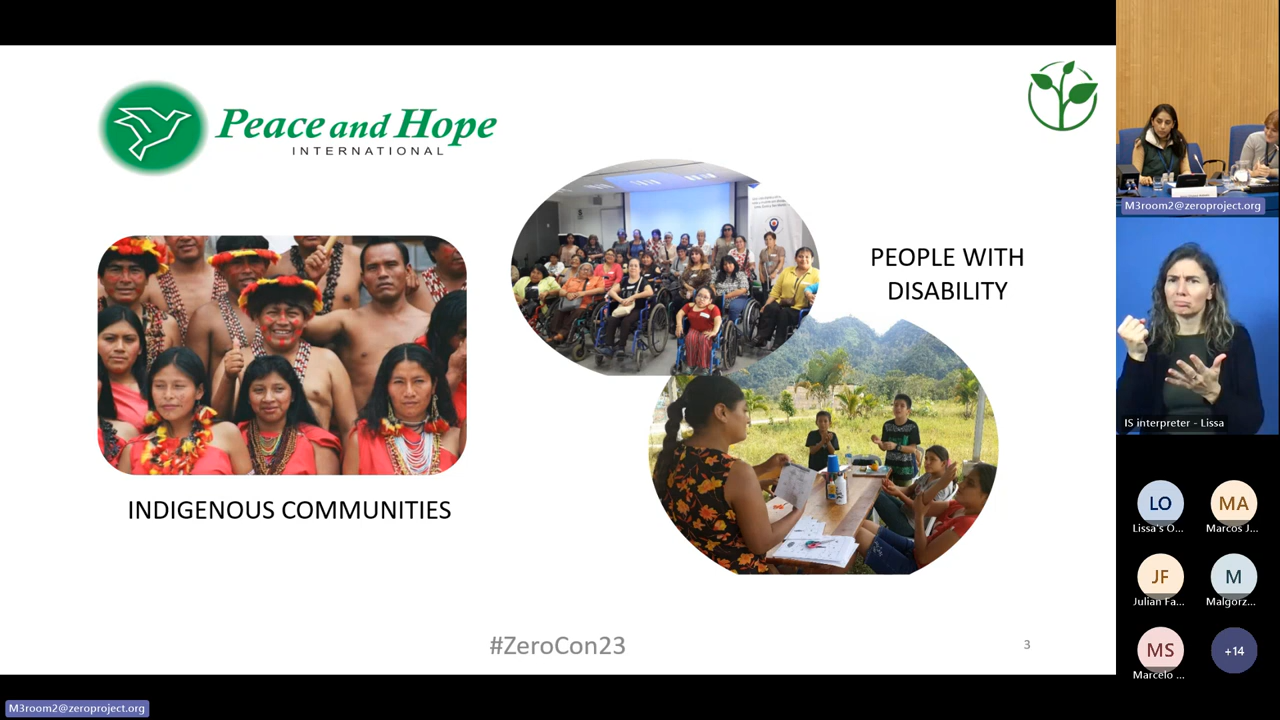 Peace and Hope
INTERNATIONAL
PEOPLE WITH
DISABILITY
INDIGENOUS COMMUNITIES
#ZeroCon23
3
M3room2@zeroproject.org
IS interpreter - Lissa
LO
Lissa's O...
MA
Marcos J...
JF
Julian Fa...
M
Malgorz...
MS
Marcelo ...
+14
M3room2@zeroproject.org